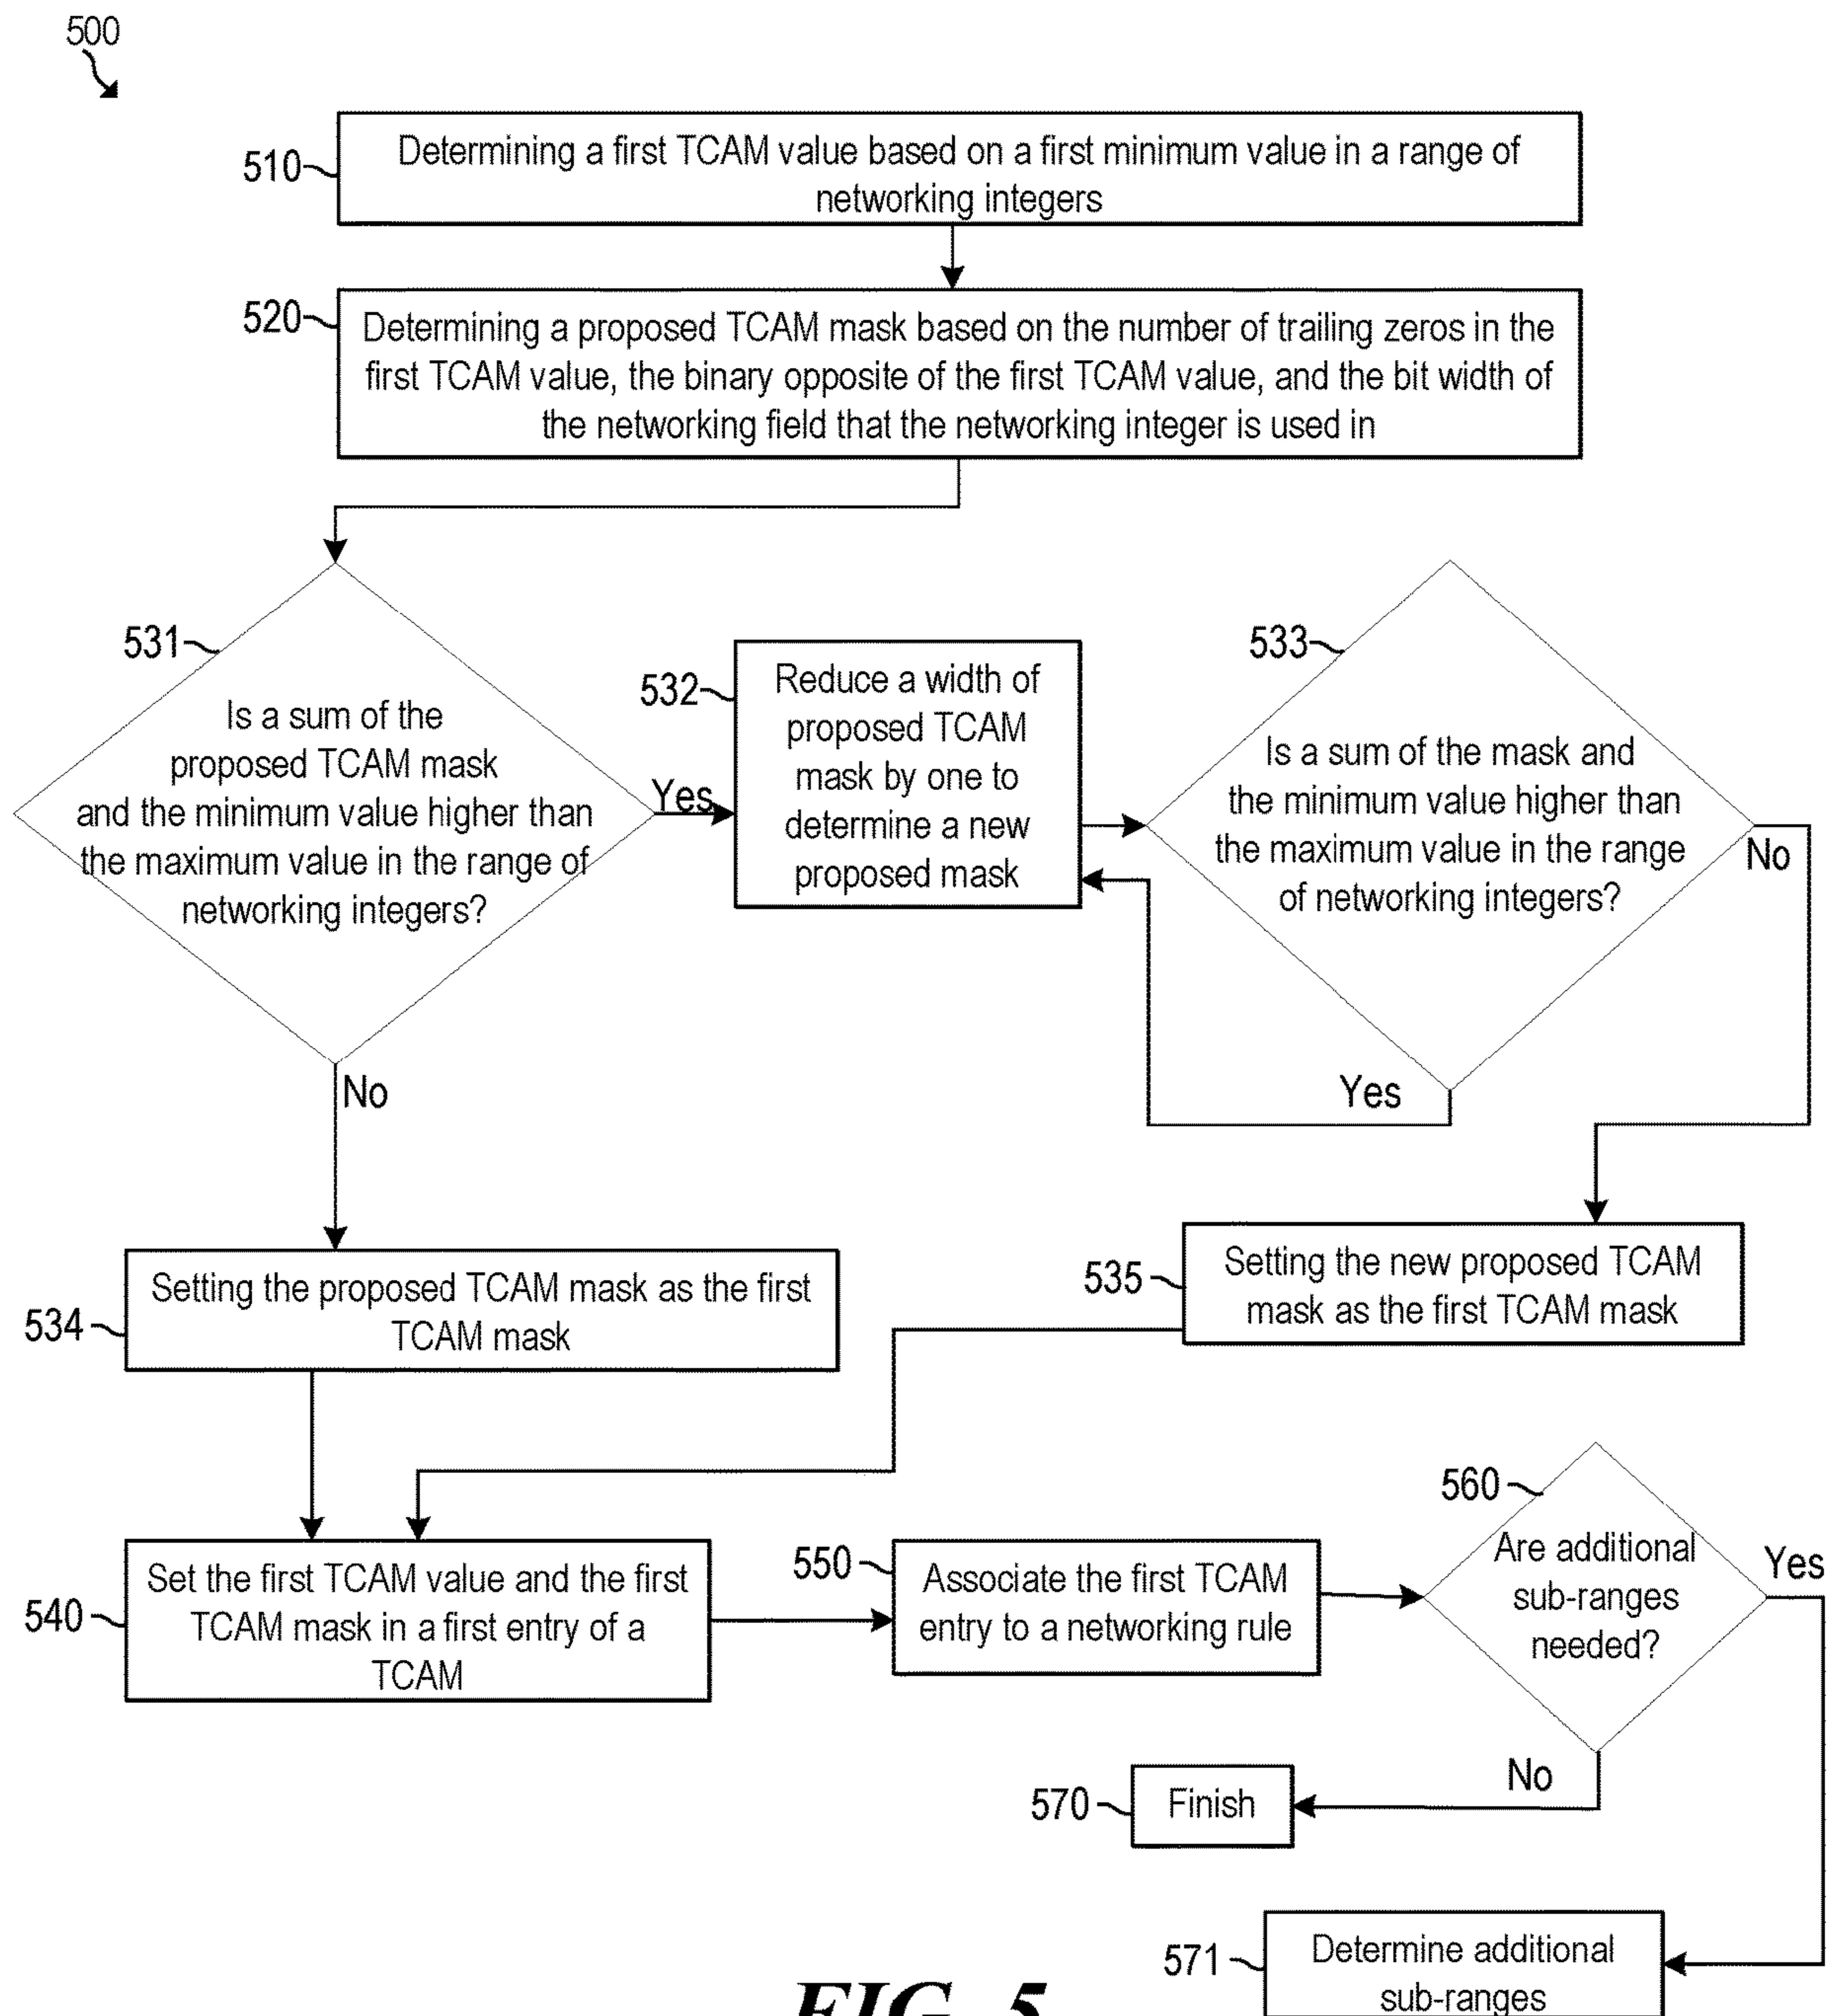 500
510
Determining a first TCAM value based on a first minimum value in a range of
networking integers
520
Determining a proposed TCAM mask based on the number of trailing zeros in the
first TCAM value, the binary opposite of the first TCAM value, and the bit width of
the networking field that the networking integer is used in
531
Is a sum of the
proposed TCAM mask
and the minimum value higher than
the maximum value in the range of
networking integers?
Yes
No
532
Reduce a width of
proposed TCAM
mask by one to
determine a new
proposed mask
533
Is a sum of the mask and
the minimum value higher than
the maximum value in the range
of networking integers?
No
Yes
534
Setting the proposed TCAM mask as the first
TCAM mask
535
Setting the new proposed TCAM
mask as the first TCAM mask
540
Set the first TCAM value and the first
TCAM mask in a first entry of a
TCAM
550
Associate the first TCAM
entry to a networking rule
560
Are additional
sub-ranges
needed?
Yes
No
570
Finish
571
Determine additional
sub-ranges
FIG. 5